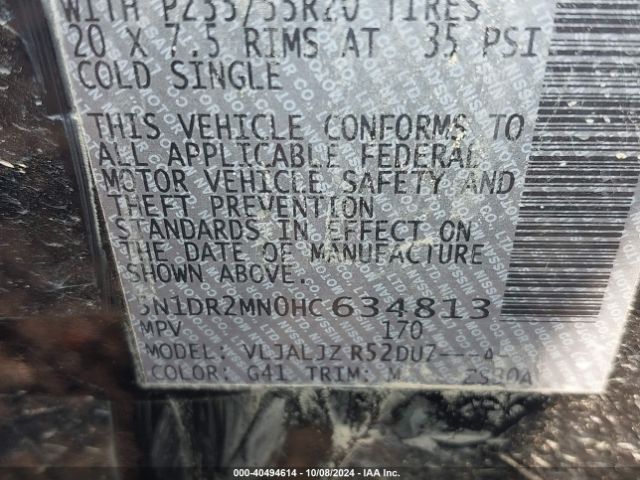 WITH P235/55R20 TIRES
20 X 7.5 RIMS AT 35 PSI
COLD SINGLE
THIS VEHICLE CONFORMS TO
ALL APPLICABLE FEDERAL
MOTOR VEHICLE SAFETY AND
THEFT PREVENTION
STANDARDS IN EFFECT ON
THE DATE OF MANUFACTURE
SHOWN ABOVE.
5N1DR2MN0HC634813
MPV 170
MODEL: VLJALJZ R52DU7---A-
COLOR: G41 TRIM:
000-40494614 - 10/08/2024 - IAA Inc.